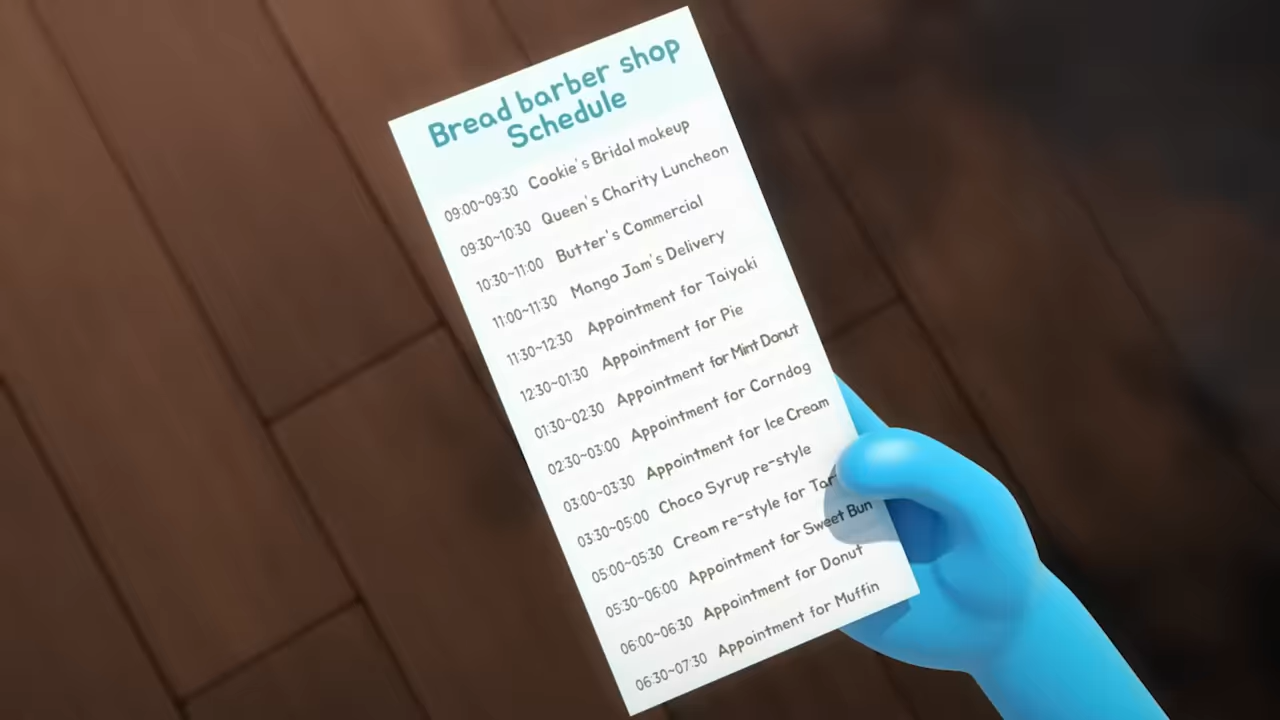 Bread barber shop
Schedule
09:00~09:30 Cookie's Bridal makeup
09:30~10:30 Queen's Charity Luncheon
10:30~11:00 Butter's Commercial
11:00~11:30 Mango Jam's Delivery
11:30~12:30 Appointment for Taiyaki
12:30~01:30 Appointment for Pie
01:30~02:30 Appointment for Mint Donut
02:30~03:00 Appointment for Corndog
03:00~03:30 Appointment for Ice Cream
03:30~05:00 Choco Syrup re-style
05:00~05:30 Cream re-style for
05:30~06:00 Appointment for Sweet Bun
06:00~06:30 Appointment for Donut
06:30~07:30 Appointment for Muffin